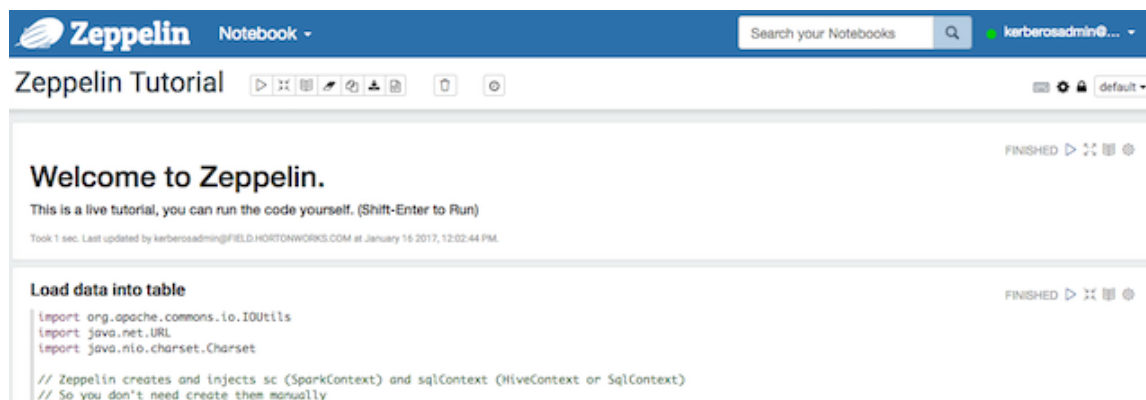 Zeppelin Notebook Search your Notebooks kerberosadmin@...
Zeppelin Tutorial default
FINISHED
Welcome to Zeppelin.
This is a live tutorial, you can run the code yourself. (Shift-Enter to Run)
Took 1 sec. Last updated by kerberosadmin@FIELD.HORTONWORKS.COM at January 16 2017, 12:02:44 PM.
Load data into table FINISHED
import org.apache.commons.io.IOUtils
import java.net.URL
import java.nio.charset.Charset
// Zeppelin creates and injects sc (SparkContext) and sqlContext (HiveContext or SqlContext)
// So you don't need create them manually